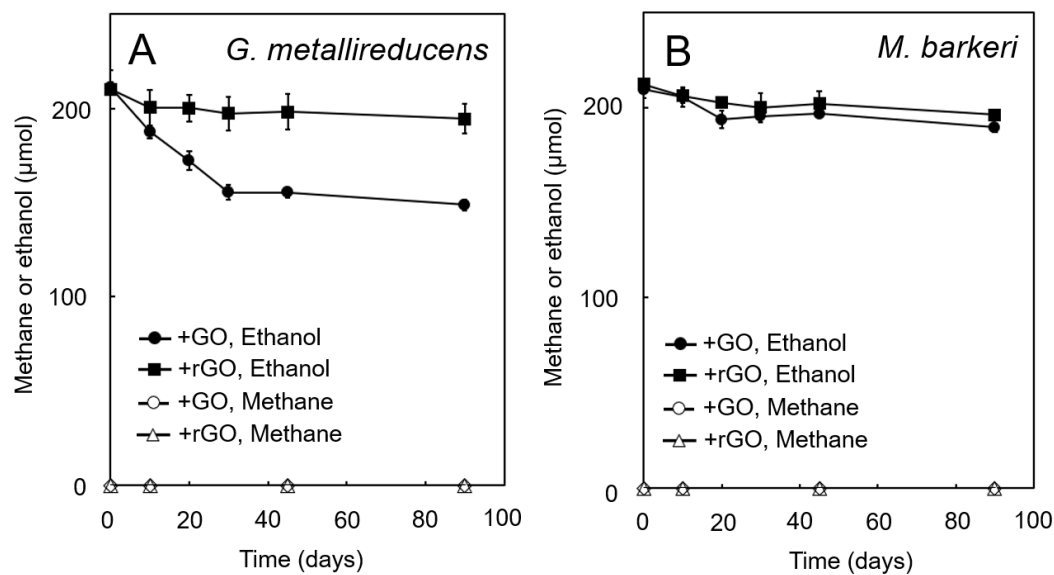 A
G. metallireducens
Methane or ethanol (μmol)
200
100
0
+GO, Ethanol
+rGO, Ethanol
+GO, Methane
+rGO, Methane
0 20 40 60 80 100
Time (days)
B
M. barkeri
Methane or ethanol (μmol)
200
100
0
+GO, Ethanol
+rGO, Ethanol
+GO, Methane
+rGO, Methane
0 20 40 60 80 100
Time (days)